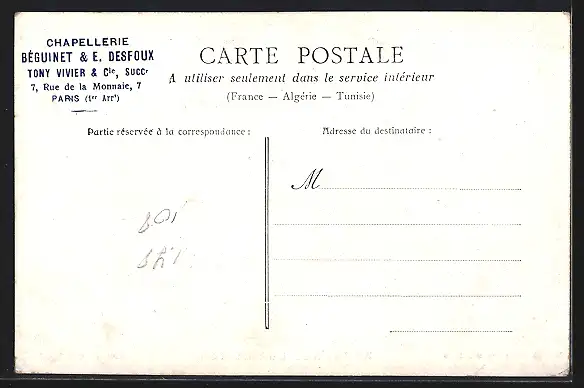 CHAPELLERIE
BÉGUINET & E. DESFOUX
TONY VIVIER & Cie, SUCCr
7, Rue de la Monnaie, 7
PARIS (1er Arrt)
CARTE POSTALE
A utiliser seulement dans le service intérieur
(France — Algérie — Tunisie)
Partie réservée à la correspondance :
Adresse du destinataire :
M